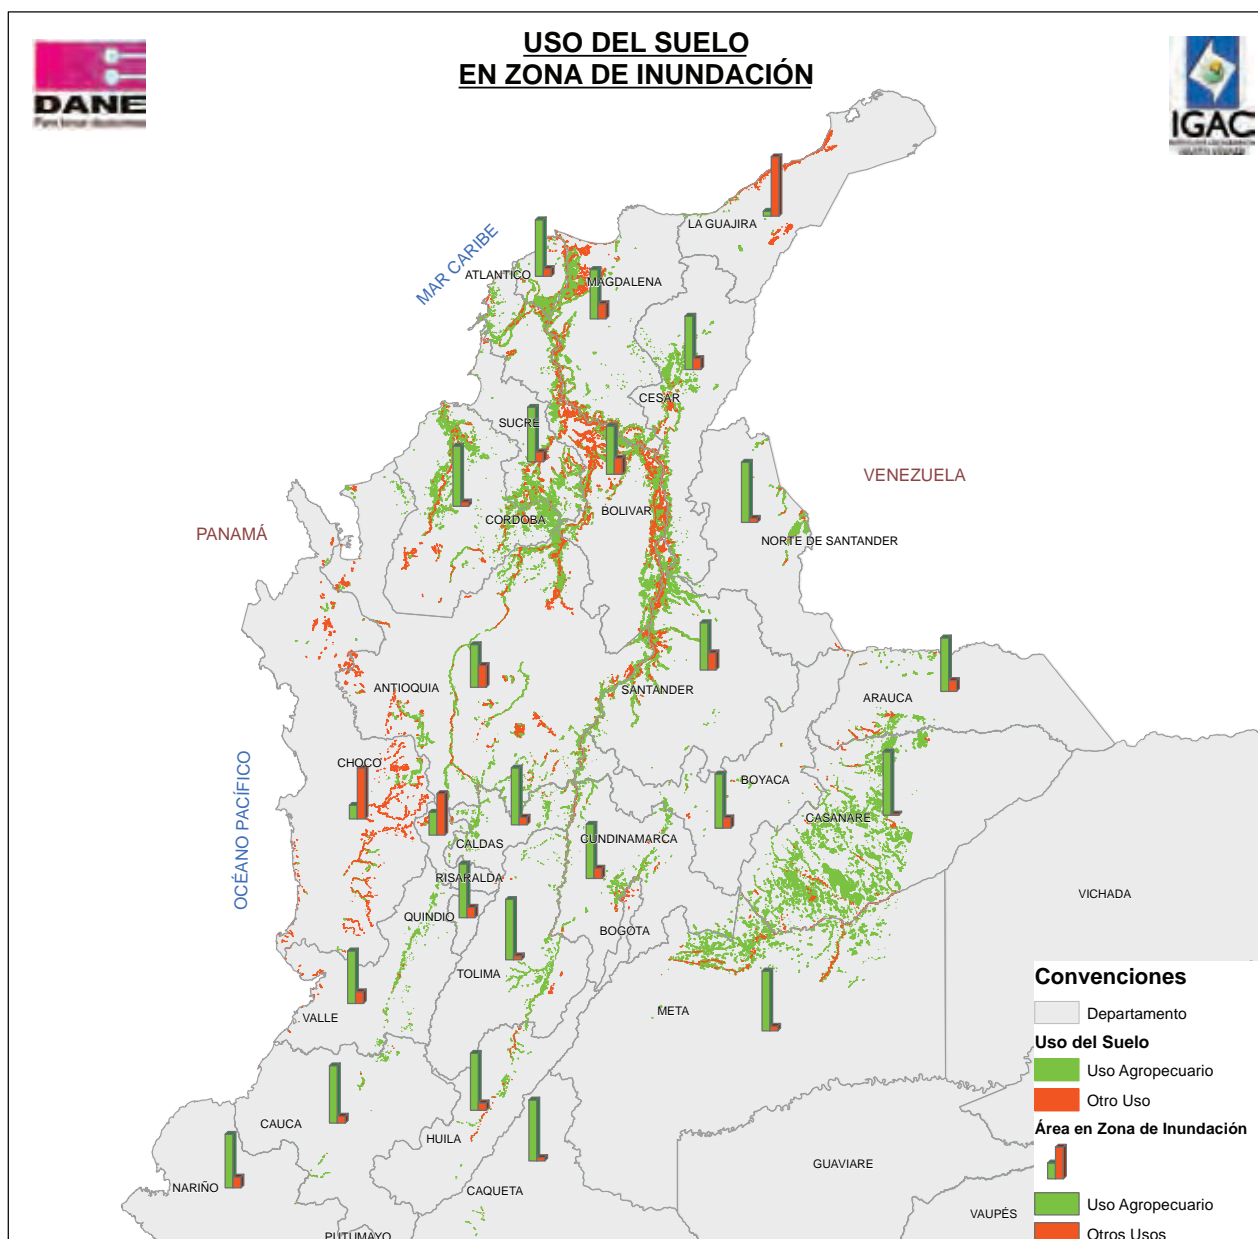 USO DEL SUELO
EN ZONA DE INUNDACIÓN
DANE
IGAC
MAR CARIBE
LA GUAJIRA
ATLANTICO
MAGDALENA
CESAR
SUCRE
VENEZUELA
CORDOBA
BOLIVAR
PANAMÁ
NORTE DE SANTANDER
ANTIOQUIA
SANTANDER
ARAUCA
CHOCO
OCÉANO PACÍFICO
BOYACA
CASANARE
CALDAS
CUNDINAMARCA
RISARALDA
VICHADA
QUINDIO
BOGOTA
TOLIMA
META
VALLE
CAUCA
HUILA
NARIÑO
CAQUETA
GUAVIARE
VAUPÉS
PUTUMAYO
Convenciones
Departamento
Uso del Suelo
Uso Agropecuario
Otro Uso
Área en Zona de Inundación
Uso Agropecuario
Otros Usos